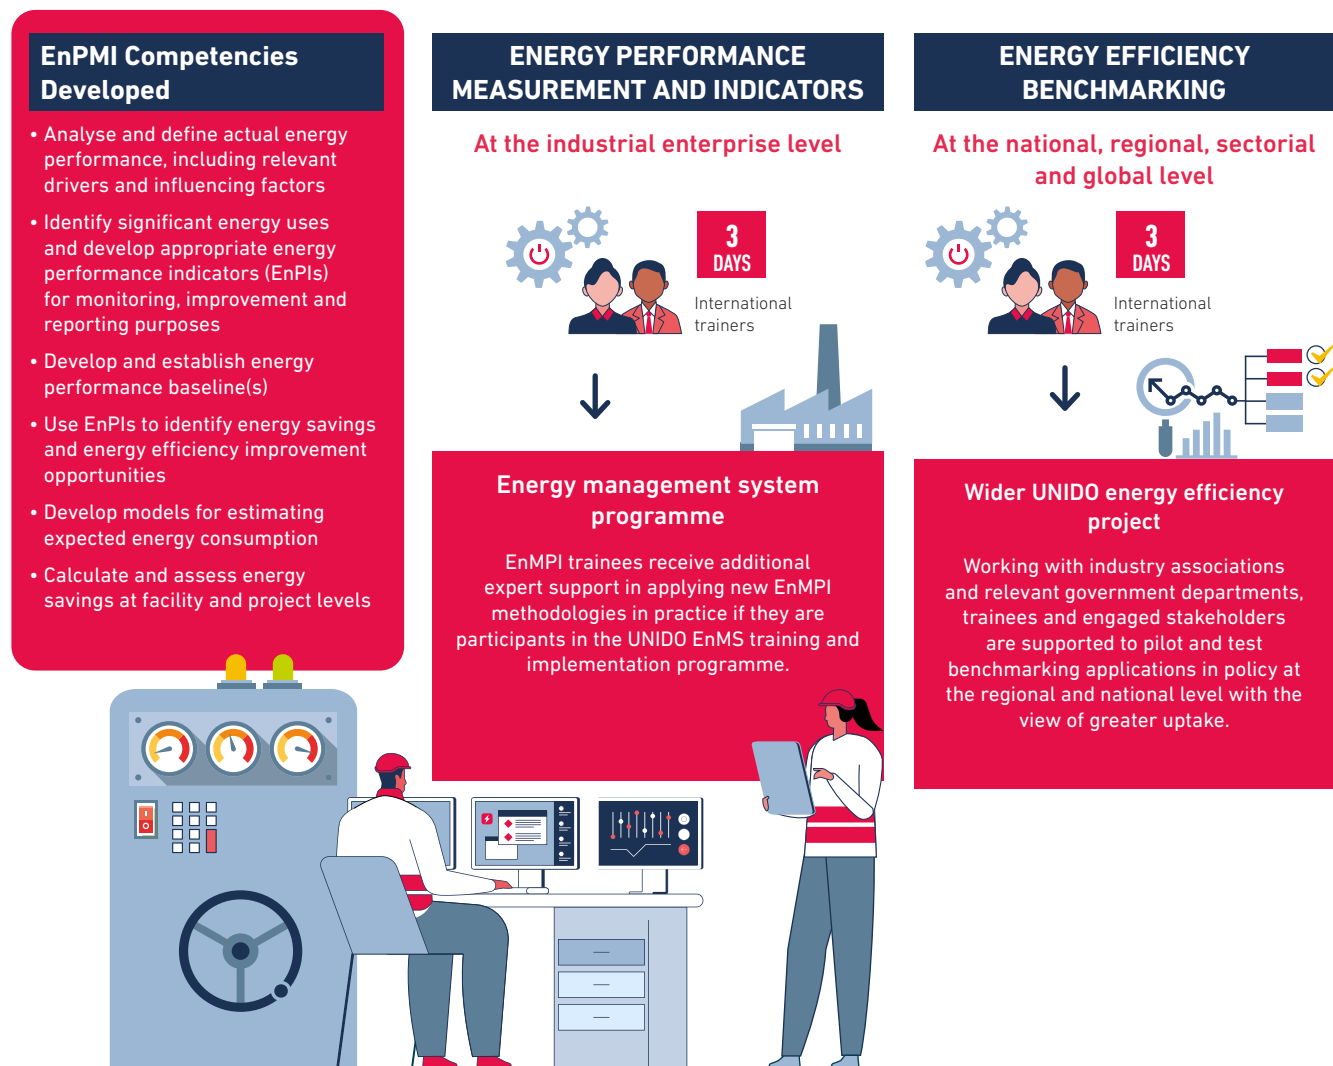 EnPMI Competencies
Developed
• Analyse and define actual energy
performance, including relevant
drivers and influencing factors
• Identify significant energy uses
and develop appropriate energy
performance indicators (EnPIs)
for monitoring, improvement and
reporting purposes
• Develop and establish energy
performance baseline(s)
• Use EnPIs to identify energy savings
and energy efficiency improvement
opportunities
• Develop models for estimating
expected energy consumption
• Calculate and assess energy
savings at facility and project levels
ENERGY PERFORMANCE
MEASUREMENT AND INDICATORS
At the industrial enterprise level
3
DAYS
International
trainers
Energy management system
programme
EnMPI trainees receive additional
expert support in applying new EnMPI
methodologies in practice if they are
participants in the UNIDO EnMS training and
implementation programme.
ENERGY EFFICIENCY
BENCHMARKING
At the national, regional, sectorial
and global level
3
DAYS
International
trainers
Wider UNIDO energy efficiency
project
Working with industry associations
and relevant government departments,
trainees and engaged stakeholders
are supported to pilot and test
benchmarking applications in policy at
the regional and national level with the
view of greater uptake.